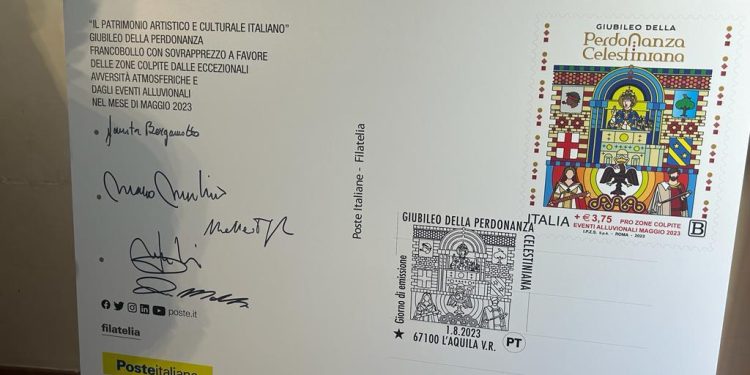 "IL PATRIMONIO ARTISTICO E CULTURALE ITALIANO"
GIUBILEO DELLA PERDONANZA
FRANCOBOLLO CON SOVRAPPREZZO A FAVORE
DELLE ZONE COLPITE DALLE ECCEZIONALI
AVVERSITÀ ATMOSFERICHE E
DAGLI EVENTI ALLUVIONALI
NEL MESE DI MAGGIO 2023
poste.it
filatelia
Posteitaliane
Poste Italiane - Filatelia
GIUBILEO DELLA
PerdoNanza
Celestiniana
ITALIA + € 3,75 PRO ZONE COLPITE
EVENTI ALLUVIONALI MAGGIO 2023
I.P.Z.S. S.p.A. - ROMA - 2023
B
GIUBILEO DELLA PERDONANZA
CELESTINIANA
Giorno di emissione
1.8.2023
67100 L'AQUILA V.R.
PT